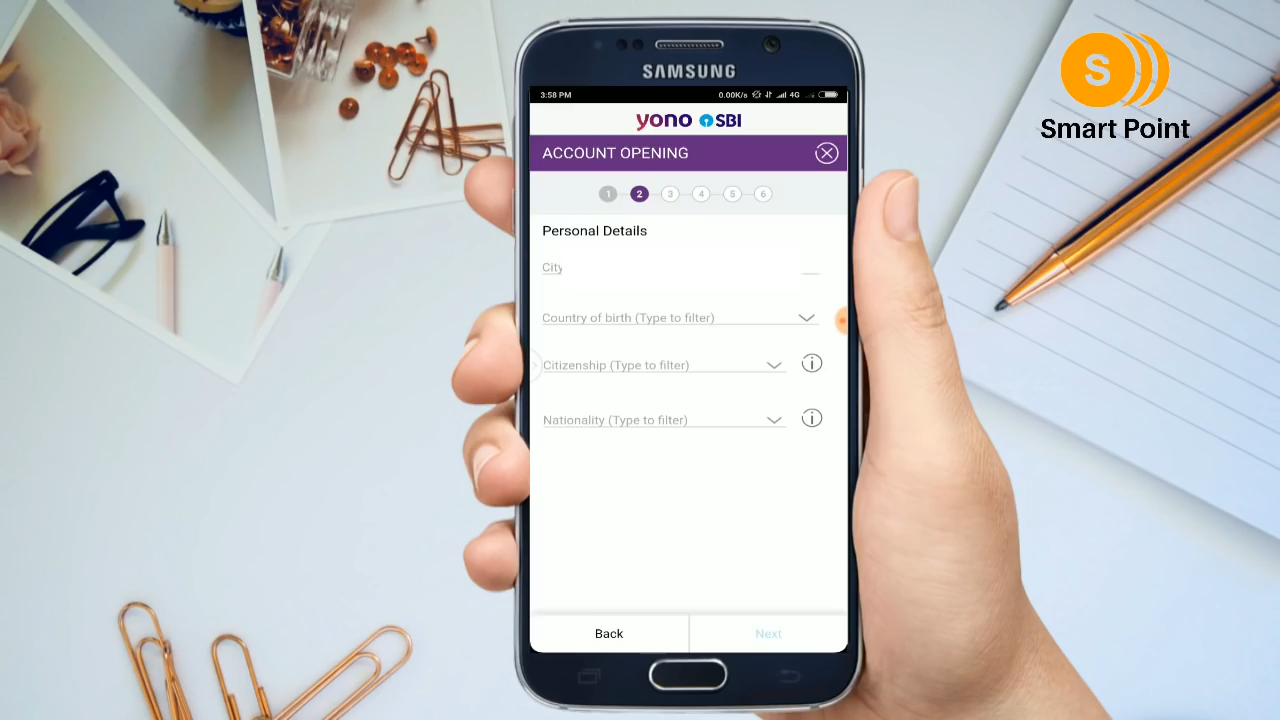 SAMSUNG
3:58 PM 0.00K/s 4G
yono SBI
ACCOUNT OPENING
1 2 3 4 5 6
Personal Details
City
Country of birth (Type to filter)
Citizenship (Type to filter)
Nationality (Type to filter)
Back Next
S
Smart Point